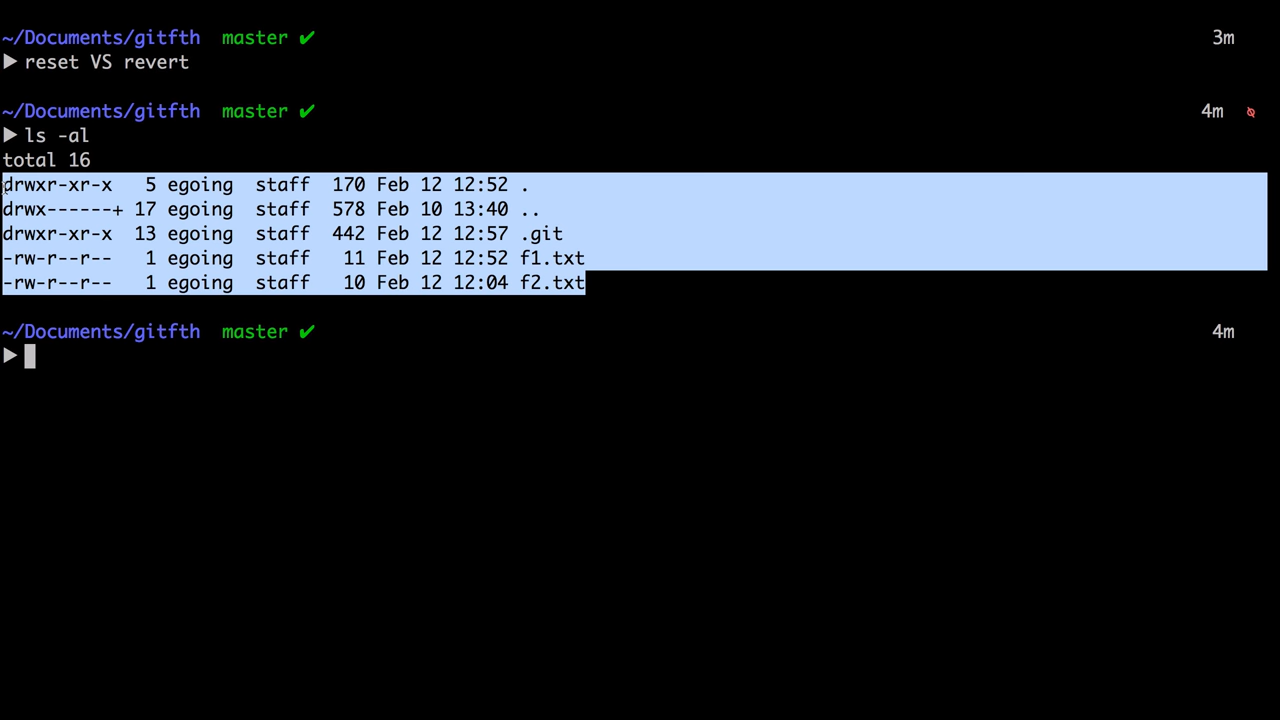 ~/Documents/gitfth  master ✔ 3m
▶ reset VS revert
~/Documents/gitfth  master ✔ 4m
▶ ls -al
total 16
drwxr-xr-x   5 egoing  staff  170 Feb 12 12:52 .
drwx------+ 17 egoing  staff  578 Feb 10 13:40 ..
drwxr-xr-x  13 egoing  staff  442 Feb 12 12:57 .git
-rw-r--r--   1 egoing  staff   11 Feb 12 12:52 f1.txt
-rw-r--r--   1 egoing  staff   10 Feb 12 12:04 f2.txt
~/Documents/gitfth  master ✔ 4m
▶